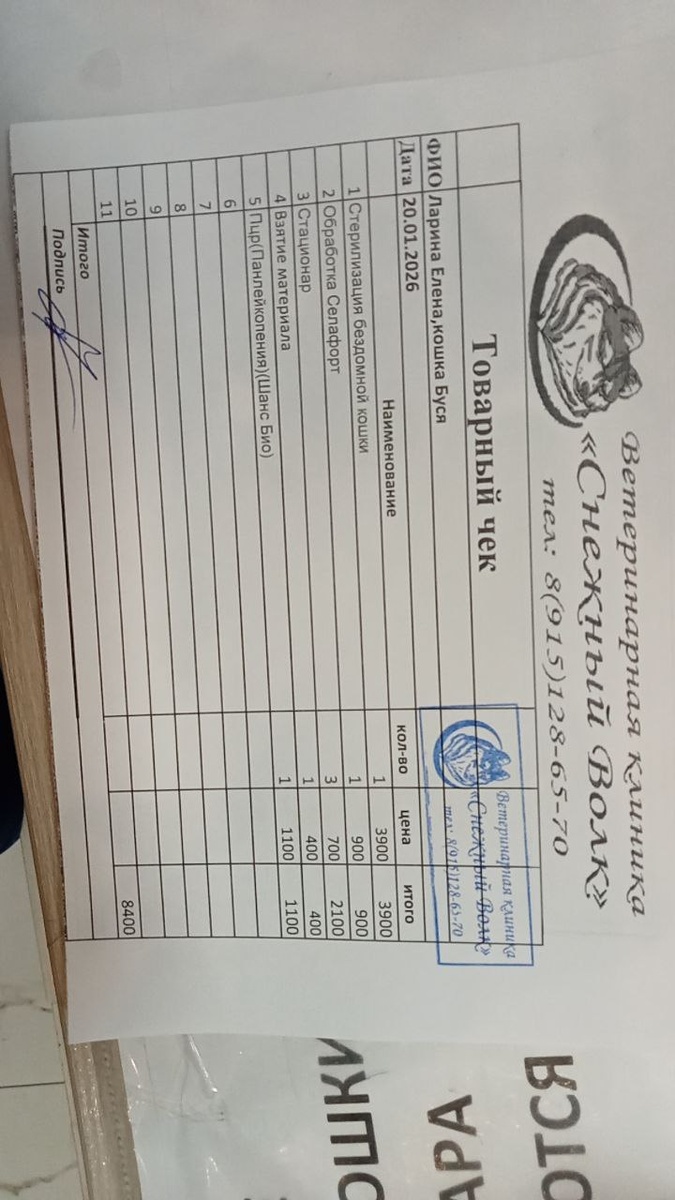 Ветеринарная клиника
«Снежный Волк»
тел: 8(915)128-65-70
Товарный чек
Ветеринарная клиника
«Снежный Волк»
тел: 8(915)128-65-70
ФИО Ларина Елена,кошка Буся
Дата 20.01.2026
Наименование кол-во цена итого
1 Стерилизация бездомной кошки 1 3900 3900
2 Обработка Селафорт 1 900 900
3 Стационар 3 700 2100
4 Взятие материала 1 400 400
5 Пцр(Панлейкопения)(Шанс Био) 1 1100 1100
6
7
8
9
10
11
Итого 8400
Подпись
ОТСЯ
АРА
ОШКИ